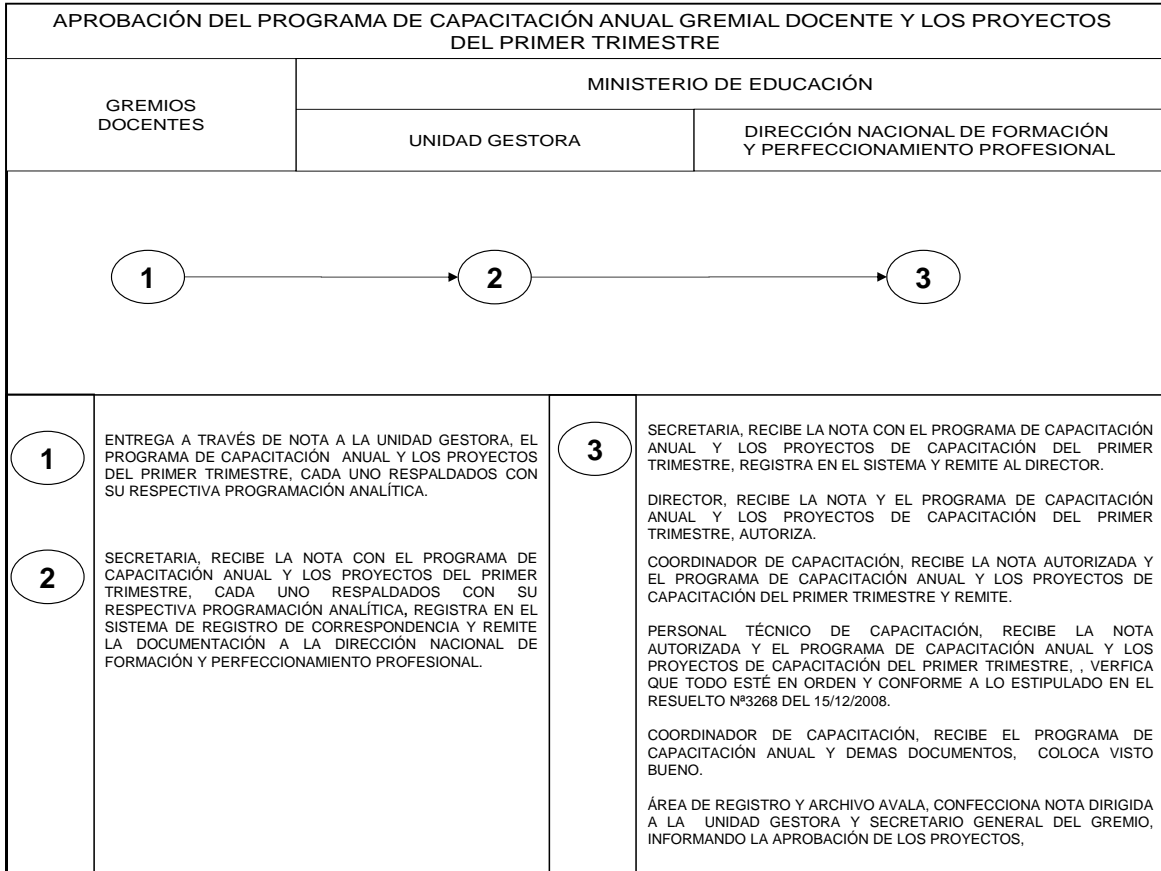 APROBACIÓN DEL PROGRAMA DE CAPACITACIÓN ANUAL GREMIAL DOCENTE Y LOS PROYECTOS
DEL PRIMER TRIMESTRE
GREMIOS
DOCENTES
MINISTERIO DE EDUCACIÓN
UNIDAD GESTORA
DIRECCIÓN NACIONAL DE FORMACIÓN
Y PERFECCIONAMIENTO PROFESIONAL
1
2
3
1
ENTREGA A TRAVÉS DE NOTA A LA UNIDAD GESTORA, EL
PROGRAMA DE CAPACITACIÓN ANUAL Y LOS PROYECTOS
DEL PRIMER TRIMESTRE, CADA UNO RESPALDADOS CON
SU RESPECTIVA PROGRAMACIÓN ANALÍTICA.
2
SECRETARIA, RECIBE LA NOTA CON EL PROGRAMA DE
CAPACITACIÓN ANUAL Y LOS PROYECTOS DEL PRIMER
TRIMESTRE, CADA UNO RESPALDADOS CON SU
RESPECTIVA PROGRAMACIÓN ANALÍTICA, REGISTRA EN EL
SISTEMA DE REGISTRO DE CORRESPONDENCIA Y REMITE
LA DOCUMENTACIÓN A LA DIRECCIÓN NACIONAL DE
FORMACIÓN Y PERFECCIONAMIENTO PROFESIONAL.
3
SECRETARIA, RECIBE LA NOTA CON EL PROGRAMA DE CAPACITACIÓN
ANUAL Y LOS PROYECTOS DE CAPACITACIÓN DEL PRIMER
TRIMESTRE, REGISTRA EN EL SISTEMA Y REMITE AL DIRECTOR.
DIRECTOR, RECIBE LA NOTA Y EL PROGRAMA DE CAPACITACIÓN
ANUAL Y LOS PROYECTOS DE CAPACITACIÓN DEL PRIMER
TRIMESTRE, AUTORIZA.
COORDINADOR DE CAPACITACIÓN, RECIBE LA NOTA AUTORIZADA Y
EL PROGRAMA DE CAPACITACIÓN ANUAL Y LOS PROYECTOS DE
CAPACITACIÓN DEL PRIMER TRIMESTRE Y REMITE.
PERSONAL TÉCNICO DE CAPACITACIÓN, RECIBE LA NOTA
AUTORIZADA Y EL PROGRAMA DE CAPACITACIÓN ANUAL Y LOS
PROYECTOS DE CAPACITACIÓN DEL PRIMER TRIMESTRE, , VERFICA
QUE TODO ESTÉ EN ORDEN Y CONFORME A LO ESTIPULADO EN EL
RESUELTO Nª3268 DEL 15/12/2008.
COORDINADOR DE CAPACITACIÓN, RECIBE EL PROGRAMA DE
CAPACITACIÓN ANUAL Y DEMAS DOCUMENTOS, COLOCA VISTO
BUENO.
ÁREA DE REGISTRO Y ARCHIVO AVALA, CONFECCIONA NOTA DIRIGIDA
A LA UNIDAD GESTORA Y SECRETARIO GENERAL DEL GREMIO,
INFORMANDO LA APROBACIÓN DE LOS PROYECTOS,